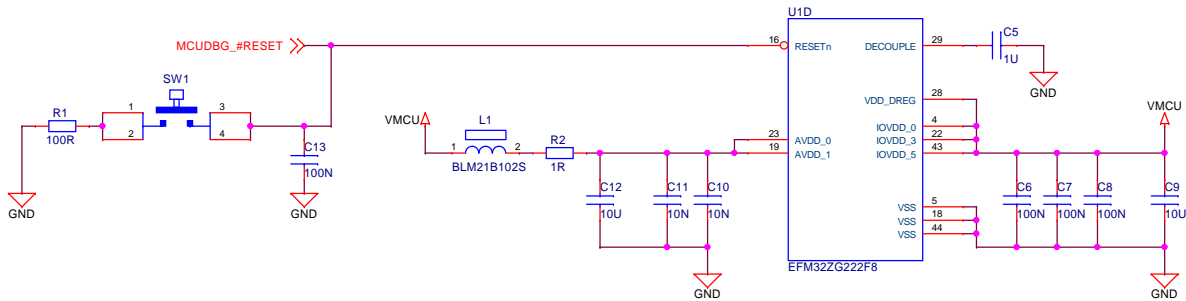 U1D
MCUDBG_#RESET
16
RESETn
DECOUPLE
29
C5
1U
GND
SW1
R1
100R
1
2
3
4
C13
100N
GND
GND
VMCU
L1
1
2
BLM21B102S
R2
1R
23
19
AVDD_0
AVDD_1
VDD_DREG
IOVDD_0
IOVDD_3
IOVDD_5
28
4
22
43
VMCU
C12
10U
C11
10N
C10
10N
GND
VSS
VSS
VSS
5
18
44
C6
100N
C7
100N
C8
100N
C9
10U
GND
EFM32ZG222F8